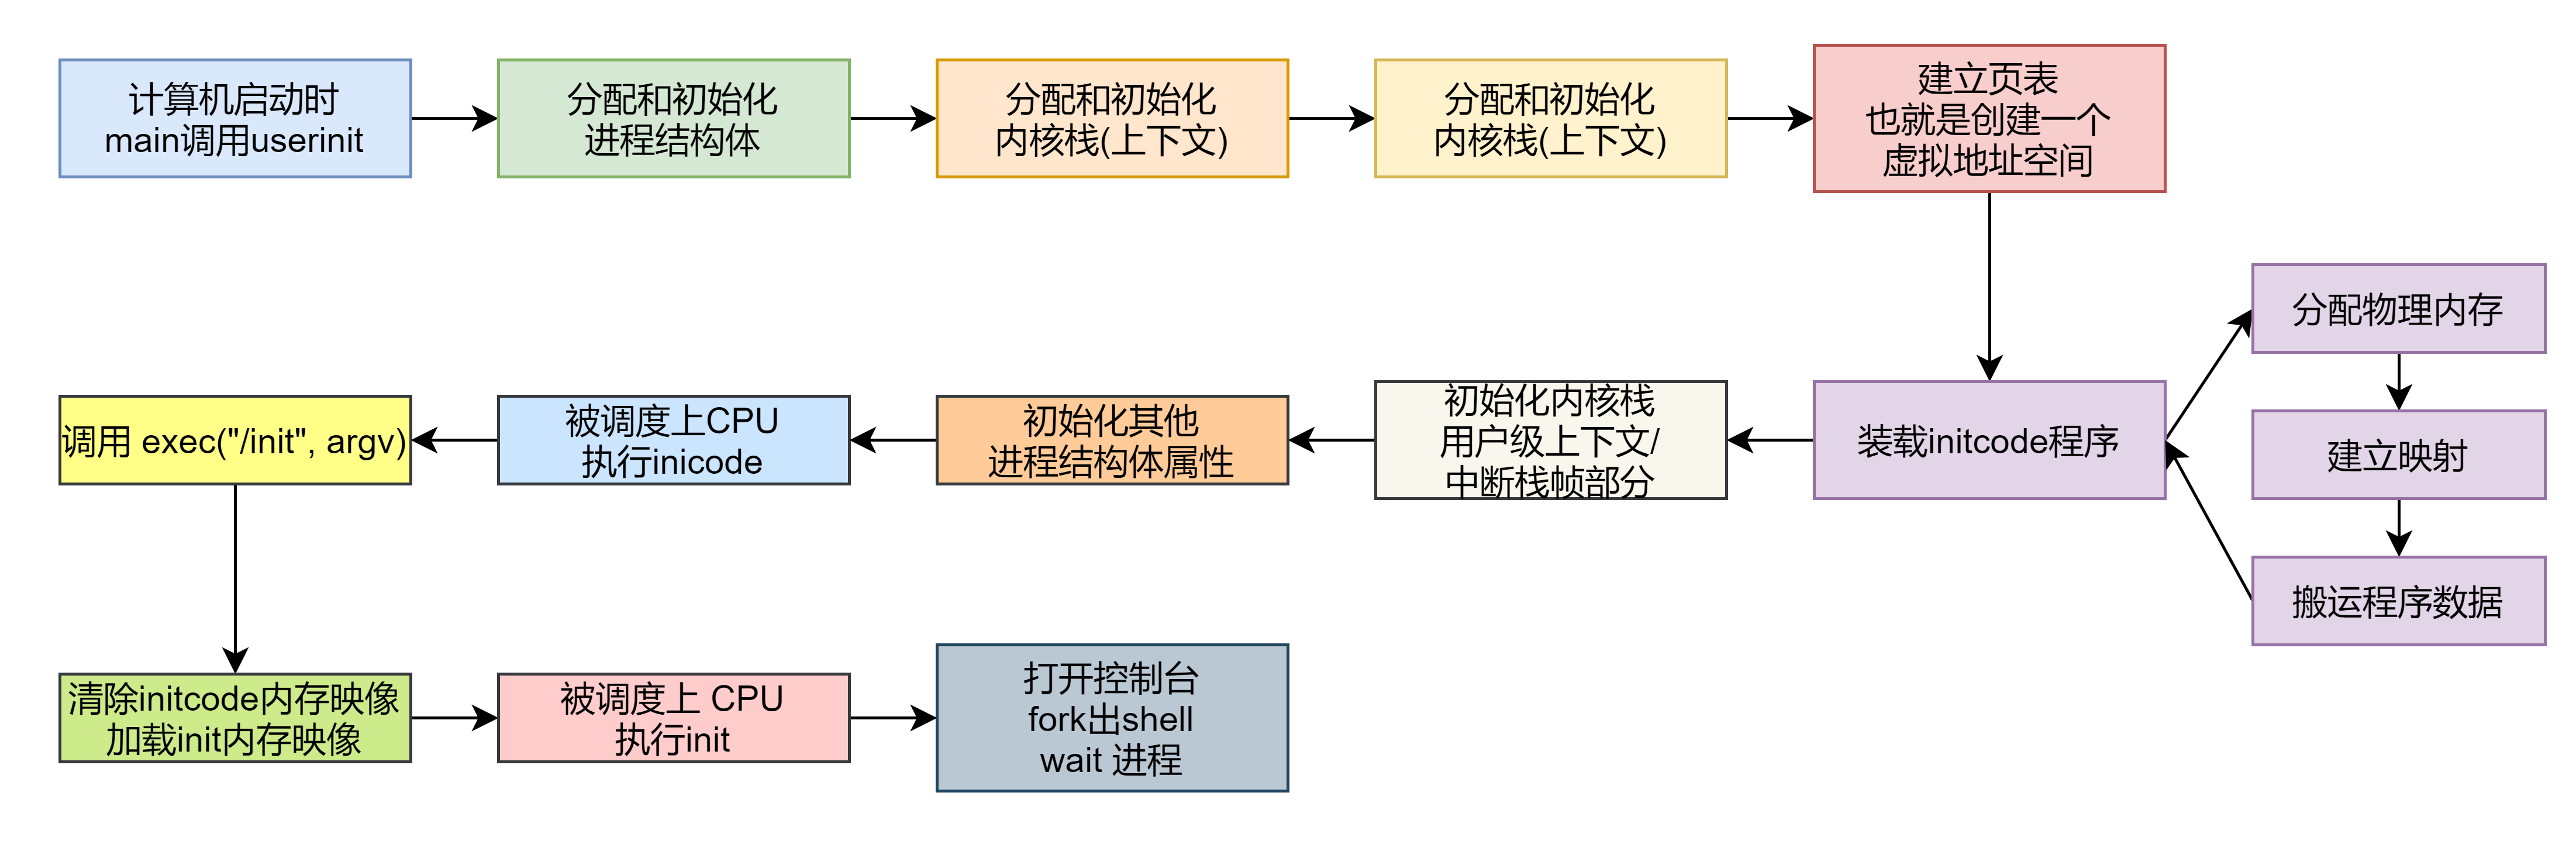 计算机启动时
main调用userinit
分配和初始化
进程结构体
分配和初始化
内核栈(上下文)
分配和初始化
内核栈(上下文)
建立页表
也就是创建一个
虚拟地址空间
分配物理内存
建立映射
搬运程序数据
装载initcode程序
初始化内核栈
用户级上下文/
中断栈帧部分
初始化其他
进程结构体属性
被调度上CPU
执行inicode
调用 exec("/init", argv)
清除initcode内存映像
加载init内存映像
被调度上 CPU
执行init
打开控制台
fork出shell
wait 进程